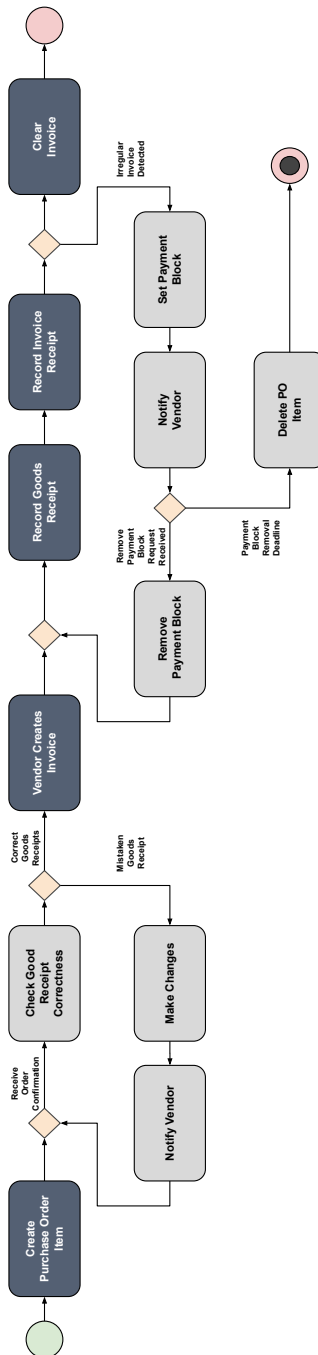 Create
Purchase Order
Item
Receive
Order
Confirmation
Check Good
Receipt
Correctness
Notify Vendor
Make Changes
Correct
Goods
Receipts
Mistaken
Goods
Receipt
Vendor Creates
Invoice
Record Goods
Receipt
Record Invoice
Receipt
Clear
Invoice
Irregular
Invoice
Detected
Set Payment
Block
Notify
Vendor
Remove
Payment
Block
Request
Received
Remove
Payment Block
Payment
Block
Removal
Deadline
Delete PO
Item